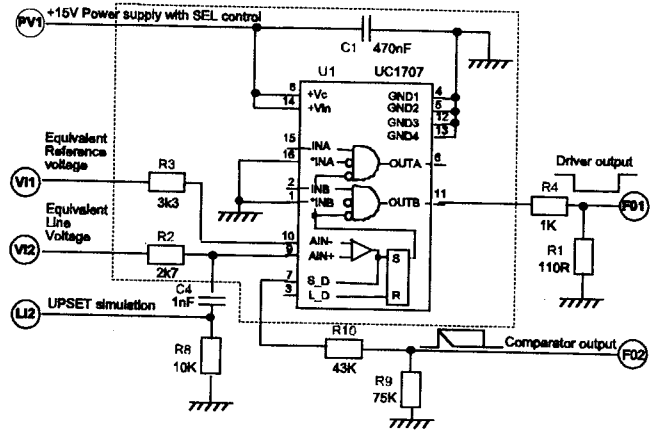 PV1
+15V Power supply with SEL control
C1
470nF
U1
UC1707
+Vc
14
+Vin
4
GND1
5
GND2
12
GND3
13
GND4
15
INA
16
*INA
OUTA
6
2
INB
1
*INB
OUTB
11
10
AIN-
9
AIN+
7
S_D
3
L_D
S
R
Equivalent
Reference
voltage
VI1
R3
3k3
Equivalent
Line
Voltage
VI2
R2
2k7
C4
1nF
LI2
UPSET simulation
R8
10K
R10
43K
R9
75K
Comparator output
F02
Driver output
R4
1K
F01
R1
110R